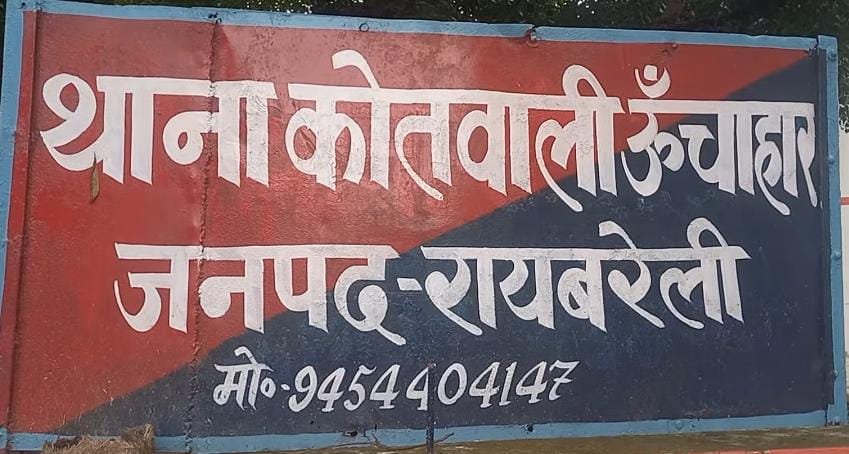 थाना कोतवाली ऊँचाहार
जनपद-रायबरेली
मो०-9454404147